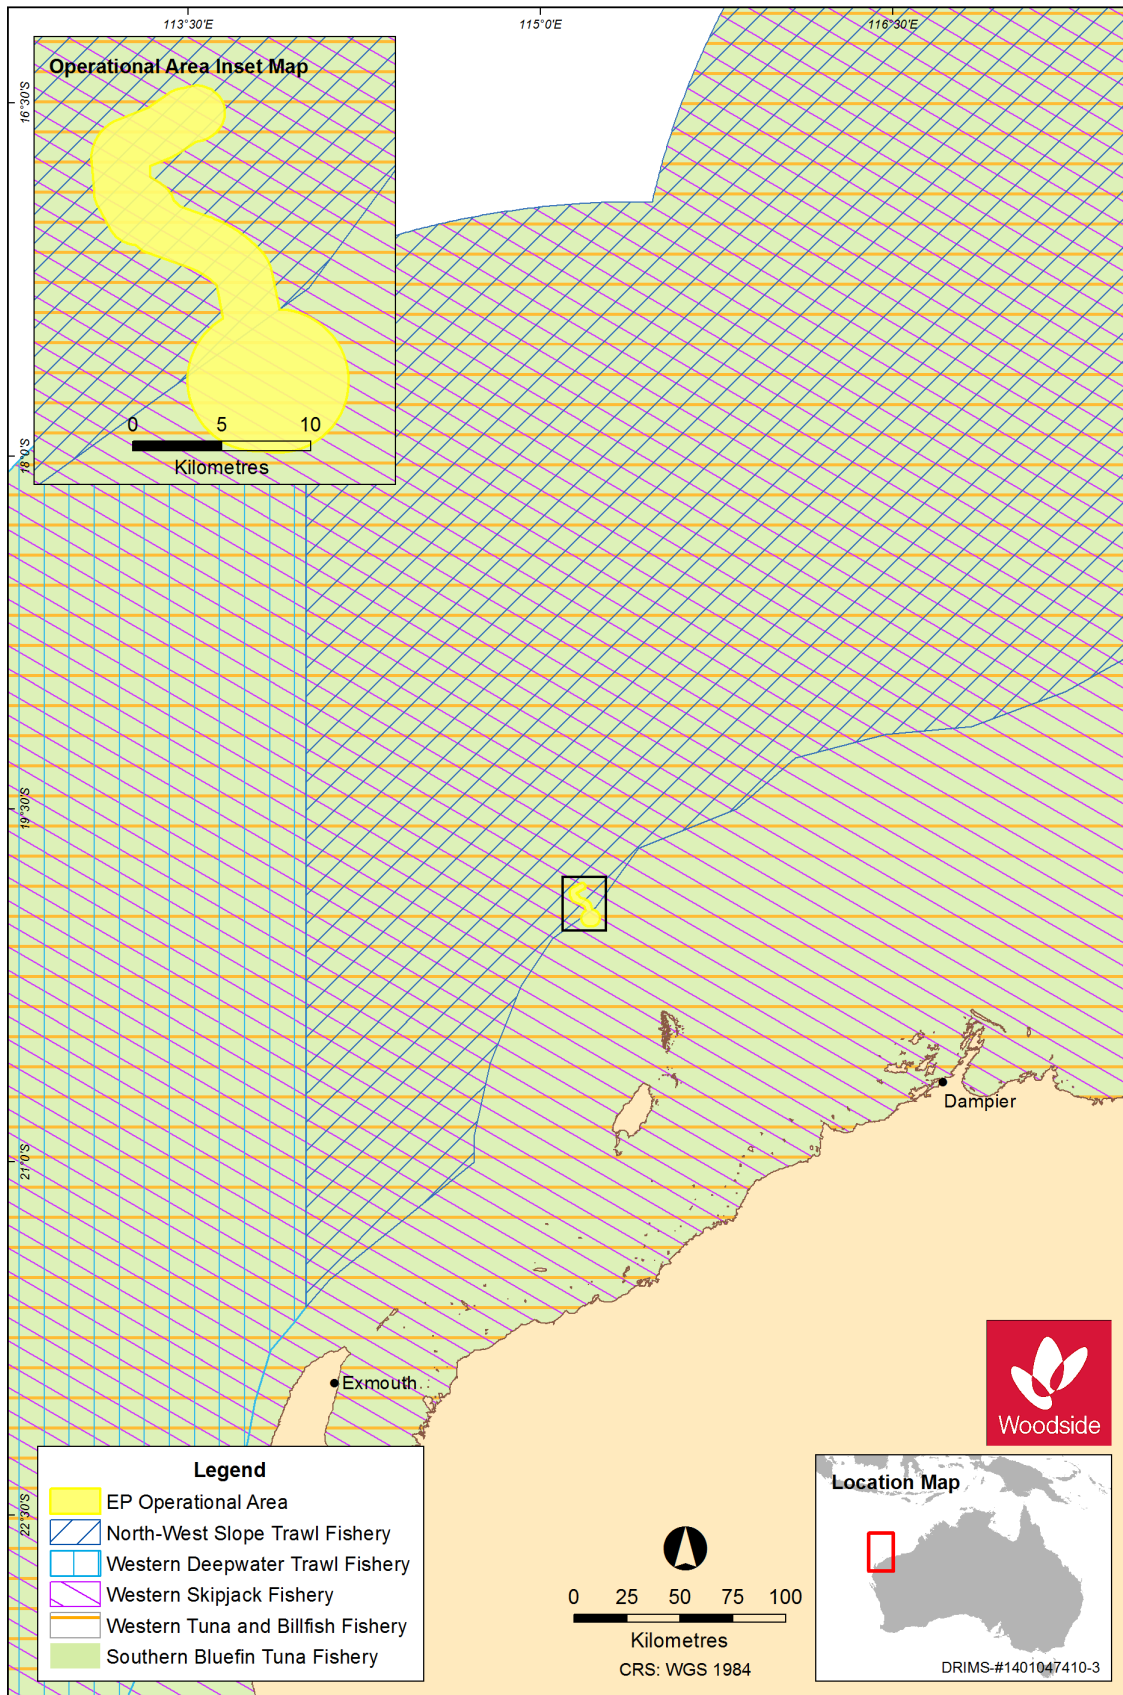 113°30'E
115°0'E
116°30'E
Operational Area Inset Map
0 5 10
Kilometres
16°30'S
18°0'S
19°30'S
21°0'S
22°30'S
Dampier
Exmouth
Woodside
Legend
EP Operational Area
North-West Slope Trawl Fishery
Western Deepwater Trawl Fishery
Western Skipjack Fishery
Western Tuna and Billfish Fishery
Southern Bluefin Tuna Fishery
0 25 50 75 100
Kilometres
CRS: WGS 1984
Location Map
DRIMS-#1401047410-3